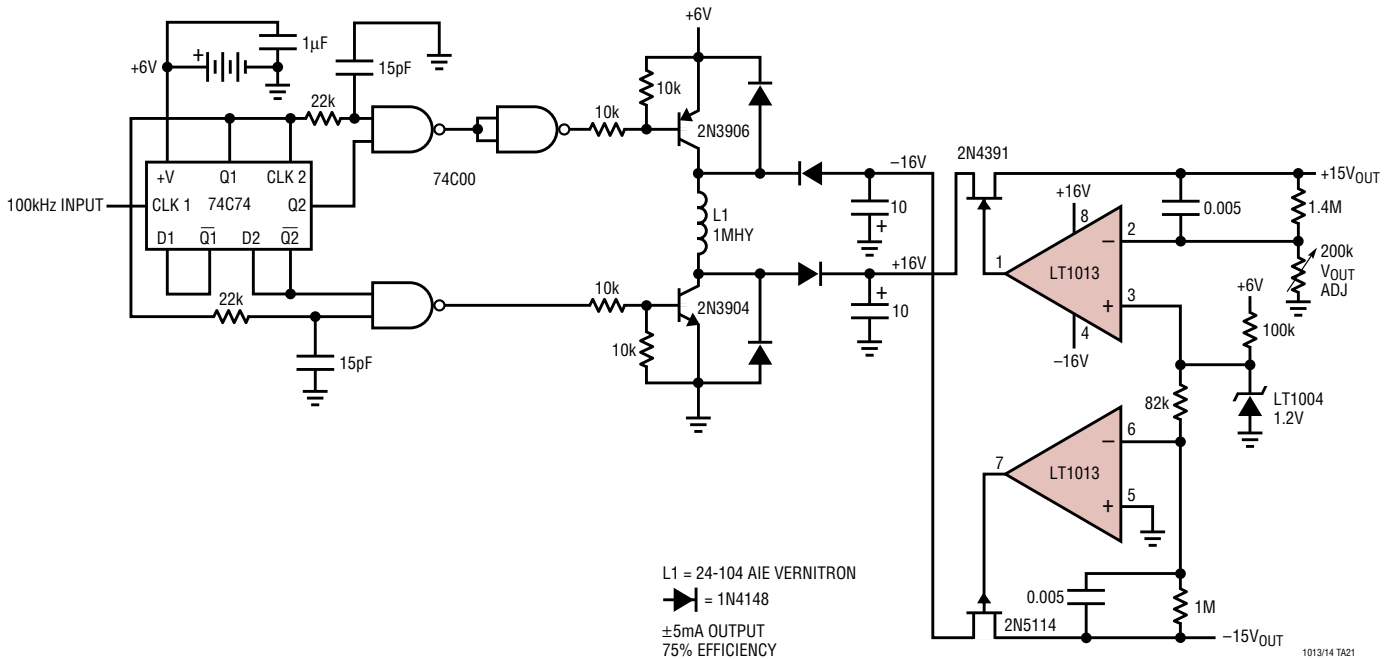 +6V
1µF
+6V
+
15pF
22k
10k
10k
2N3906
74C00
+V
Q1
CLK 2
100kHz INPUT
CLK 1
74C74
Q2
D1
Q̅1̅
D2
Q̅2̅
22k
15pF
10k
10k
2N3904
L1
1MHY
–16V
10
+
+16V
+
10
2N4391
+15VOUT
+16V
8
0.005
1.4M
2
–
1
LT1013
3
+
4
–16V
200k
VOUT
ADJ
+6V
100k
LT1004
1.2V
82k
6
–
7
LT1013
5
+
0.005
1M
2N5114
–15VOUT
L1 = 24-104 AIE VERNITRON
= 1N4148
±5mA OUTPUT
75% EFFICIENCY
1013/14 TA21